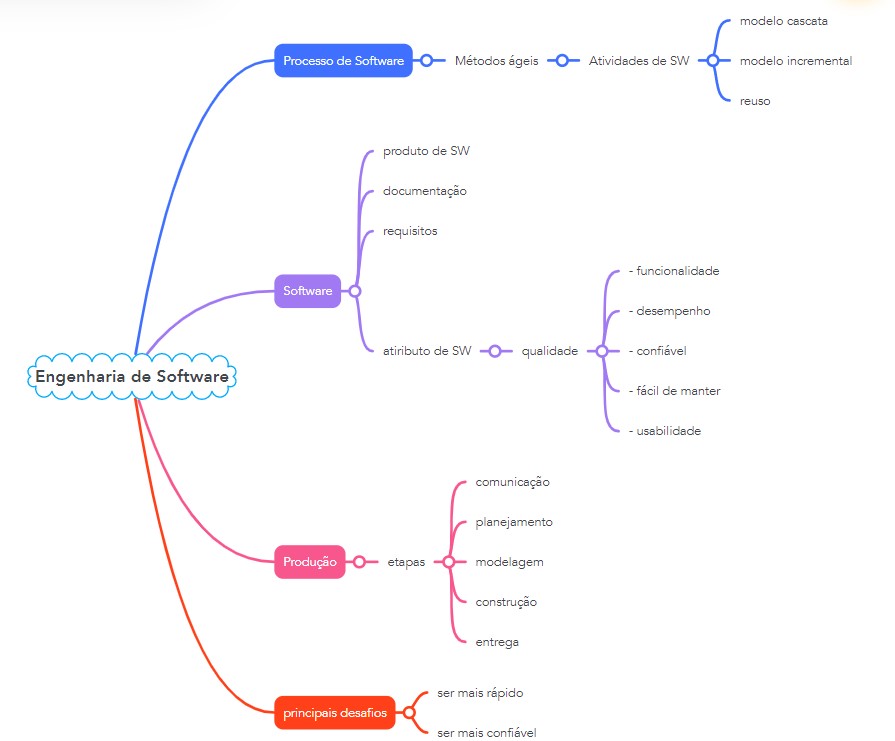 Engenharia de Software
Processo de Software
Métodos ágeis
Atividades de SW
modelo cascata
modelo incremental
reuso
Software
produto de SW
documentação
requisitos
atiributo de SW
qualidade
- funcionalidade
- desempenho
- confiável
- fácil de manter
- usabilidade
Produção
etapas
comunicação
planejamento
modelagem
construção
entrega
principais desafios
ser mais rápido
ser mais confiável